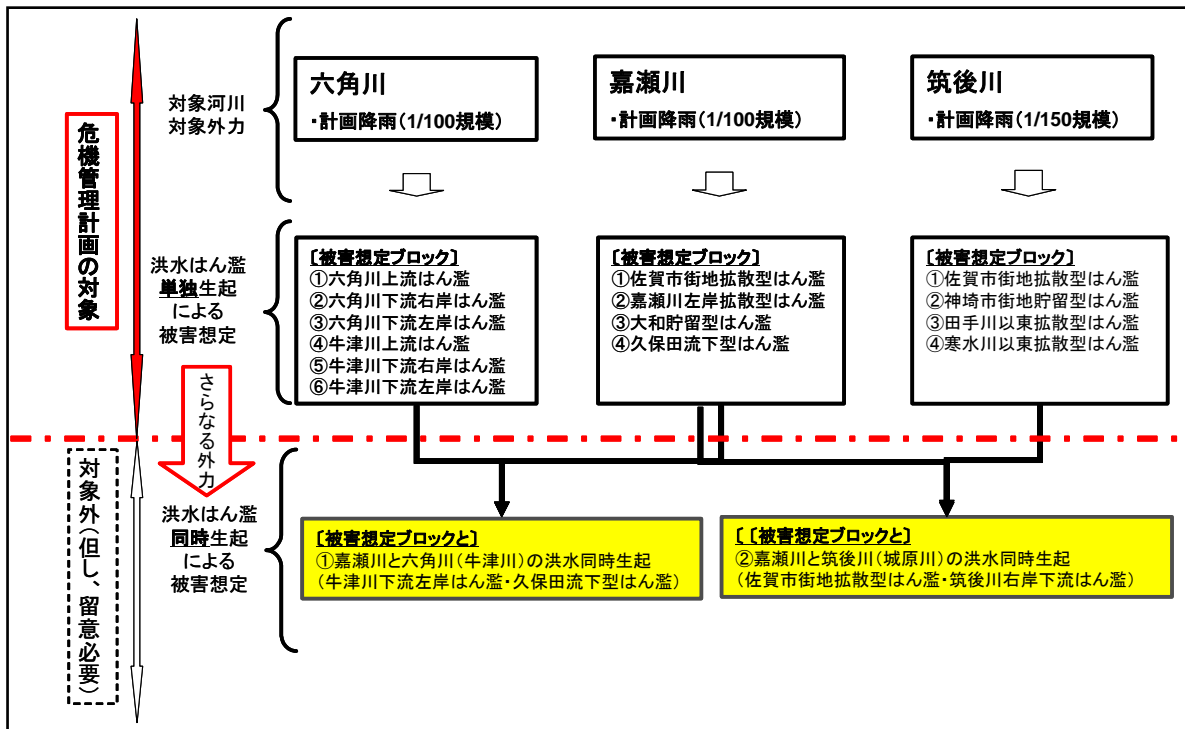 危機管理計画の対象
対象河川
対象外力
六角川
・計画降雨(1/100規模)
嘉瀬川
・計画降雨(1/100規模)
筑後川
・計画降雨(1/150規模)
洪水はん濫
単独生起
による
被害想定
[被害想定ブロック]
①六角川上流はん濫
②六角川下流右岸はん濫
③六角川下流左岸はん濫
④牛津川上流はん濫
⑤牛津川下流右岸はん濫
⑥牛津川下流左岸はん濫
[被害想定ブロック]
①佐賀市街地拡散型はん濫
②嘉瀬川左岸拡散型はん濫
③大和貯留型はん濫
④久保田流下型はん濫
[被害想定ブロック]
①佐賀市街地拡散型はん濫
②神埼市街地貯留型はん濫
③田手川以東拡散型はん濫
④寒水川以東拡散型はん濫
さらなる外力
対象外(但し、留意必要)
洪水はん濫
同時生起
による
被害想定
[被害想定ブロックと]
①嘉瀬川と六角川(牛津川)の洪水同時生起
(牛津川下流左岸はん濫・久保田流下型はん濫)
[ [被害想定ブロックと]
②嘉瀬川と筑後川(城原川)の洪水同時生起
(佐賀市街地拡散型はん濫・筑後川右岸下流はん濫)